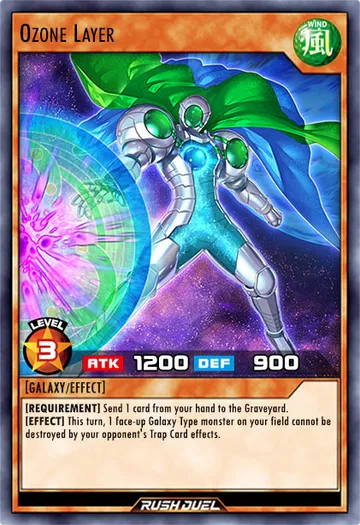 Ozone Layer
WIND
風
LEVEL
3
ATK 1200 DEF 900
[GALAXY/EFFECT]
[REQUIREMENT] Send 1 card from your hand to the Graveyard.
[EFFECT] This turn, 1 face-up Galaxy Type monster on your field cannot be
destroyed by your opponent's Trap Card effects.
RUSH DUEL